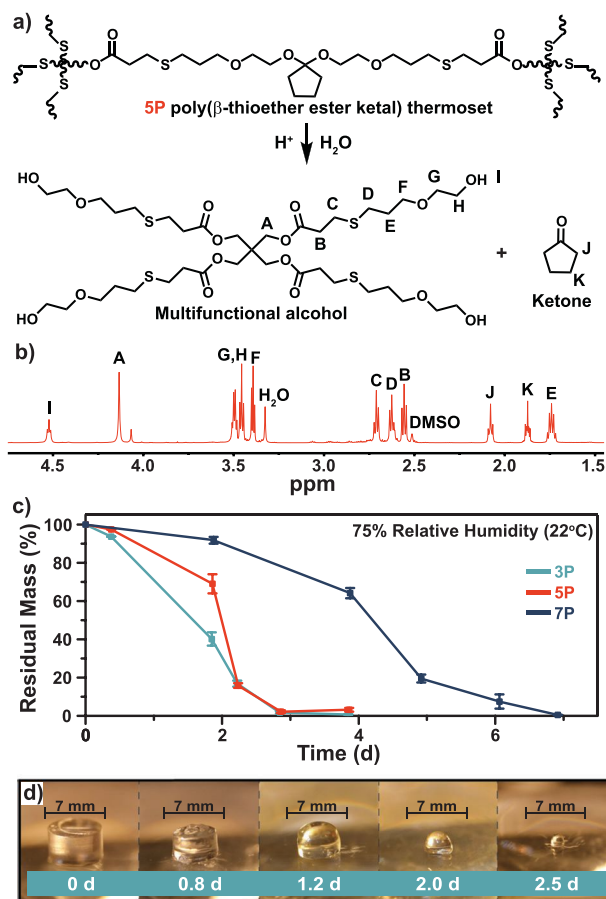 a)
S S
S O O S O O O O S O O S
S S
5P poly(β-thioether ester ketal) thermoset
H⁺ H₂O
HO O S O O
A
O O
C S D E F O G H OH I
B
+
O
J
K
Ketone
HO O S O O
O O S O OH
Multifunctional alcohol
b)
I A G,H F H₂O C D B DMSO J K E
4.5 4.0 3.5 3.0 2.5 2.0 1.5
ppm
c)
75% Relative Humidity (22°C)
3P
5P
7P
Residual Mass (%)
100
80
60
40
20
0
0 2 4 6
Time (d)
d)
7 mm 7 mm 7 mm 7 mm 7 mm
0 d 0.8 d 1.2 d 2.0 d 2.5 d